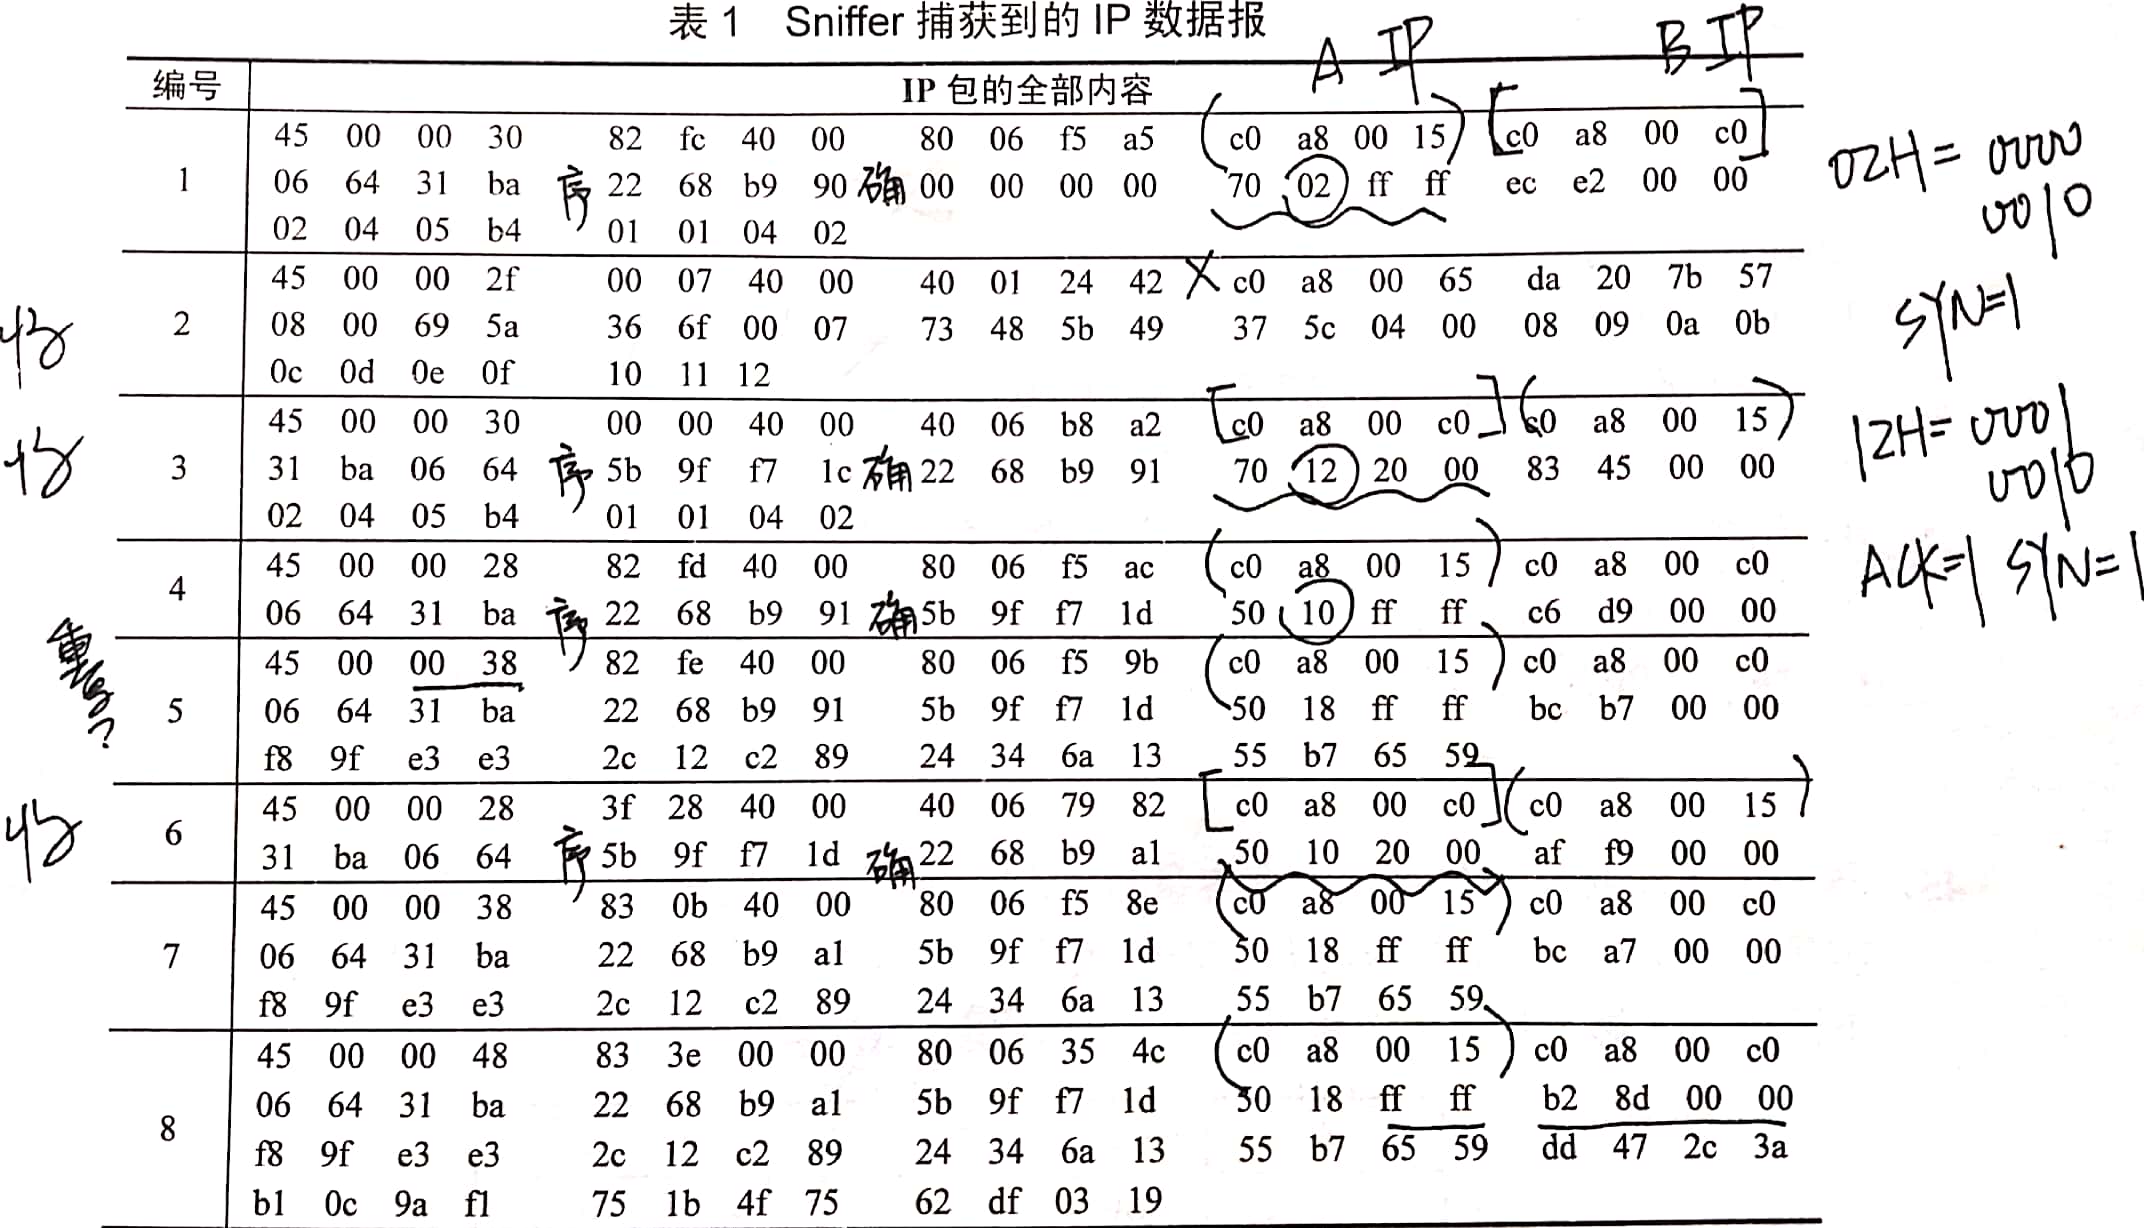 表 1 Sniffer 捕获到的 IP 数据报
A IP B IP
编号 IP 包的全部内容
45 00 00 30 82 fc 40 00 80 06 f5 a5 (c0 a8 00 15) [c0 a8 00 c0]
1 06 64 31 ba 序 22 68 b9 90 确 00 00 00 00 70 02 ff ff ec e2 00 00
02 04 05 b4 01 01 04 02
02H = 0000
0010
45 00 00 2f 00 07 40 00 40 01 24 42 X c0 a8 00 65 da 20 7b 57
2 08 00 69 5a 36 6f 00 07 73 48 5b 49 37 5c 04 00 08 09 0a 0b
0c 0d 0e 0f 10 11 12
SYN=1
45 00 00 30 00 00 40 00 40 06 b8 a2 [c0 a8 00 c0] (c0 a8 00 15)
3 31 ba 06 64 序 5b 9f f7 1c 确 22 68 b9 91 70 12 20 00 83 45 00 00
02 04 05 b4 01 01 04 02
12H = 0001
0010
45 00 00 28 82 fd 40 00 80 06 f5 ac (c0 a8 00 15) c0 a8 00 c0
4 06 64 31 ba 序 22 68 b9 91 确 5b 9f f7 1d 50 10 ff ff c6 d9 00 00
ACK=1 SYN=1
45 00 00 38 82 fe 40 00 80 06 f5 9b (c0 a8 00 15) c0 a8 00 c0
5 06 64 31 ba 22 68 b9 91 5b 9f f7 1d 50 18 ff ff bc b7 00 00
f8 9f e3 e3 2c 12 c2 89 24 34 6a 13 55 b7 65 59
45 00 00 28 3f 28 40 00 40 06 79 82 [c0 a8 00 c0] (c0 a8 00 15)
6 31 ba 06 64 序 5b 9f f7 1d 确 22 68 b9 a1 50 10 20 00 af f9 00 00
45 00 00 38 83 0b 40 00 80 06 f5 8e (c0 a8 00 15) c0 a8 00 c0
7 06 64 31 ba 22 68 b9 a1 5b 9f f7 1d 50 18 ff ff bc a7 00 00
f8 9f e3 e3 2c 12 c2 89 24 34 6a 13 55 b7 65 59
45 00 00 48 83 3e 00 00 80 06 35 4c (c0 a8 00 15) c0 a8 00 c0
8 06 64 31 ba 22 68 b9 a1 5b 9f f7 1d 50 18 ff ff b2 8d 00 00
f8 9f e3 e3 2c 12 c2 89 24 34 6a 13 55 b7 65 59 dd 47 2c 3a
b1 0c 9a f1 75 1b 4f 75 62 df 03 19